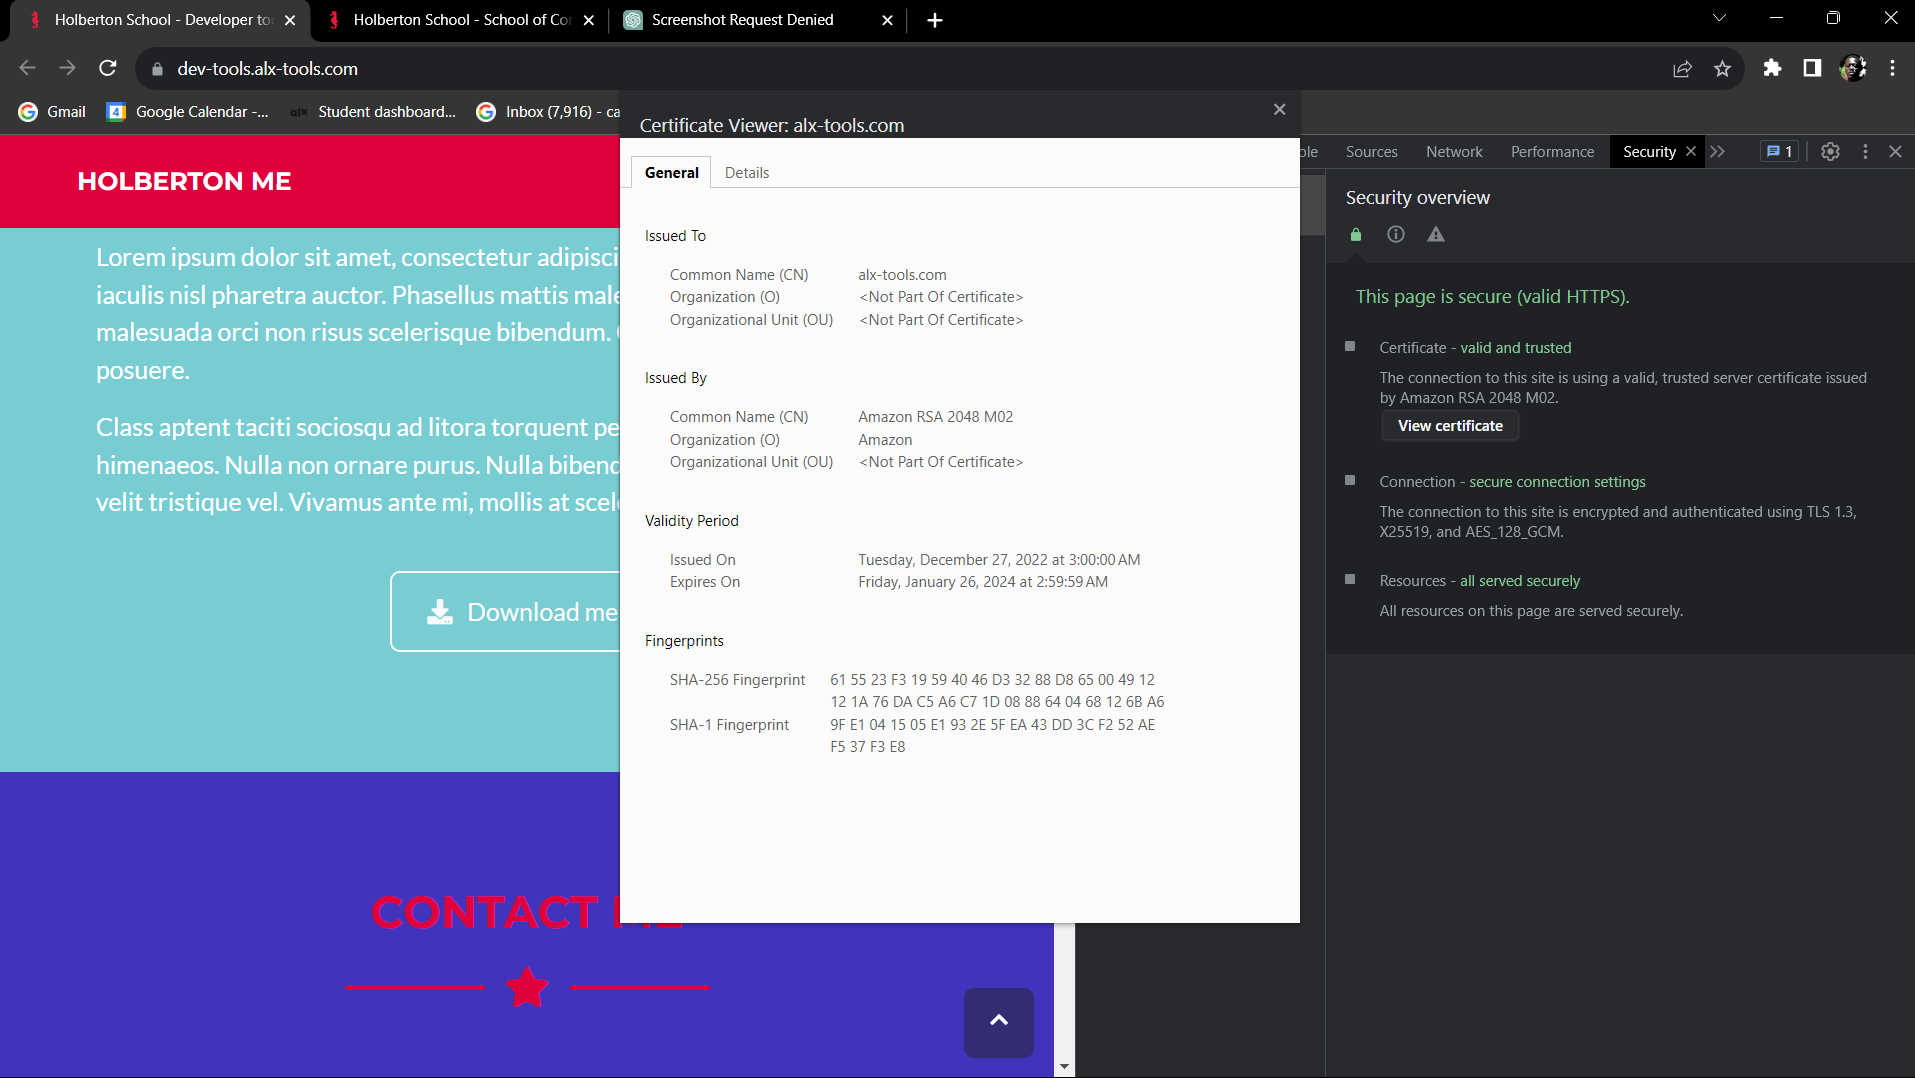 Holberton School - Developer to
Holberton School - School of Co
Screenshot Request Denied
dev-tools.alx-tools.com
Gmail
Google Calendar -...
alx Student dashboard...
Inbox (7,916) - ca
Certificate Viewer: alx-tools.com
General
Details
Issued To
Common Name (CN) alx-tools.com
Organization (O) <Not Part Of Certificate>
Organizational Unit (OU) <Not Part Of Certificate>
Issued By
Common Name (CN) Amazon RSA 2048 M02
Organization (O) Amazon
Organizational Unit (OU) <Not Part Of Certificate>
Validity Period
Issued On Tuesday, December 27, 2022 at 3:00:00 AM
Expires On Friday, January 26, 2024 at 2:59:59 AM
Fingerprints
SHA-256 Fingerprint 61 55 23 F3 19 59 40 46 D3 32 88 D8 65 00 49 12
12 1A 76 DA C5 A6 C7 1D 08 88 64 04 68 12 6B A6
SHA-1 Fingerprint 9F E1 04 15 05 E1 93 2E 5F EA 43 DD 3C F2 52 AE
F5 37 F3 E8
HOLBERTON ME
Lorem ipsum dolor sit amet, consectetur adipisci
iaculis nisl pharetra auctor. Phasellus mattis male
malesuada orci non risus scelerisque bibendum.
posuere.
Class aptent taciti sociosqu ad litora torquent pe
himenaeos. Nulla non ornare purus. Nulla bibend
velit tristique vel. Vivamus ante mi, mollis at scel
Download me
CONTACT ME
ole
Sources
Network
Performance
Security
1
Security overview
This page is secure (valid HTTPS).
Certificate - valid and trusted
The connection to this site is using a valid, trusted server certificate issued
by Amazon RSA 2048 M02.
View certificate
Connection - secure connection settings
The connection to this site is encrypted and authenticated using TLS 1.3,
X25519, and AES_128_GCM.
Resources - all served securely
All resources on this page are served securely.